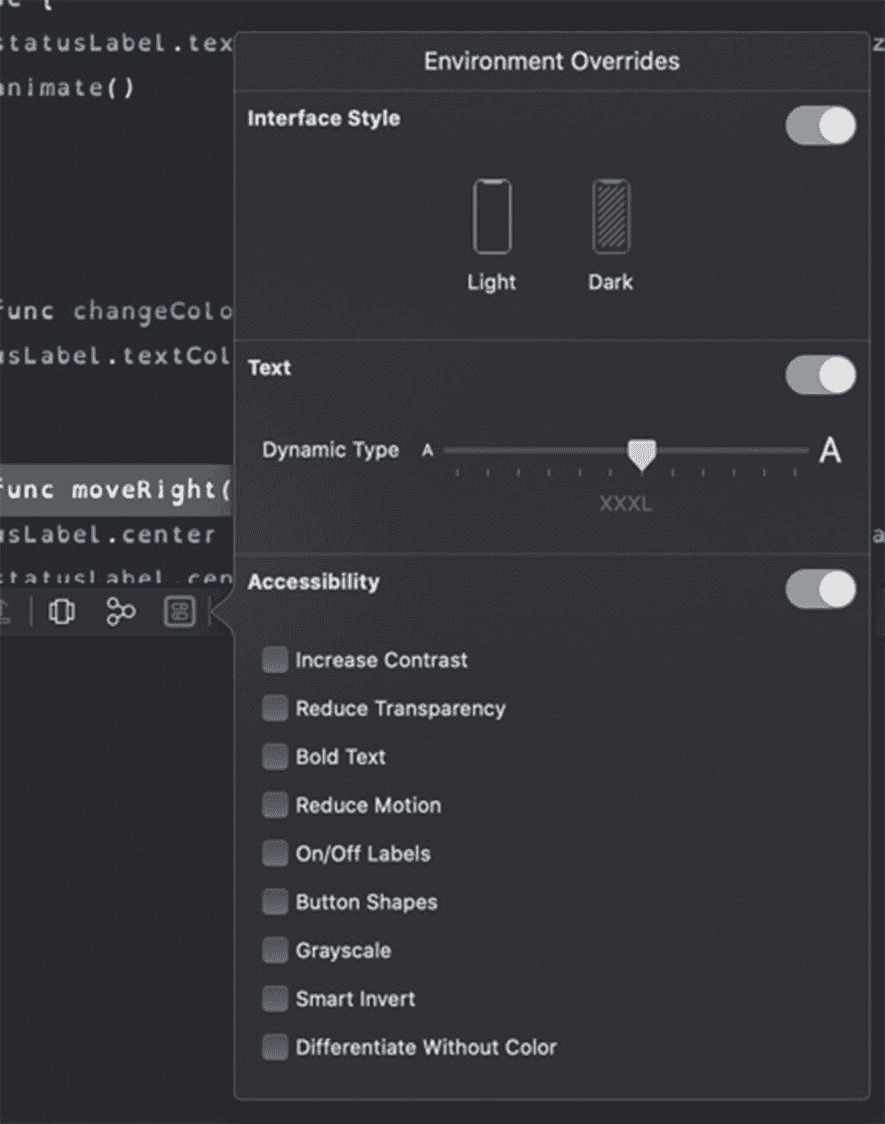 statusLabel.tex
Environment Overrides
animate()
Interface Style
Light Dark
func changeColo
usLabel.textCol
Text
Dynamic Type A A
XXXL
func moveRight(
usLabel.center
statusLabel.cen
Accessibility
Increase Contrast
Reduce Transparency
Bold Text
Reduce Motion
On/Off Labels
Button Shapes
Grayscale
Smart Invert
Differentiate Without Color